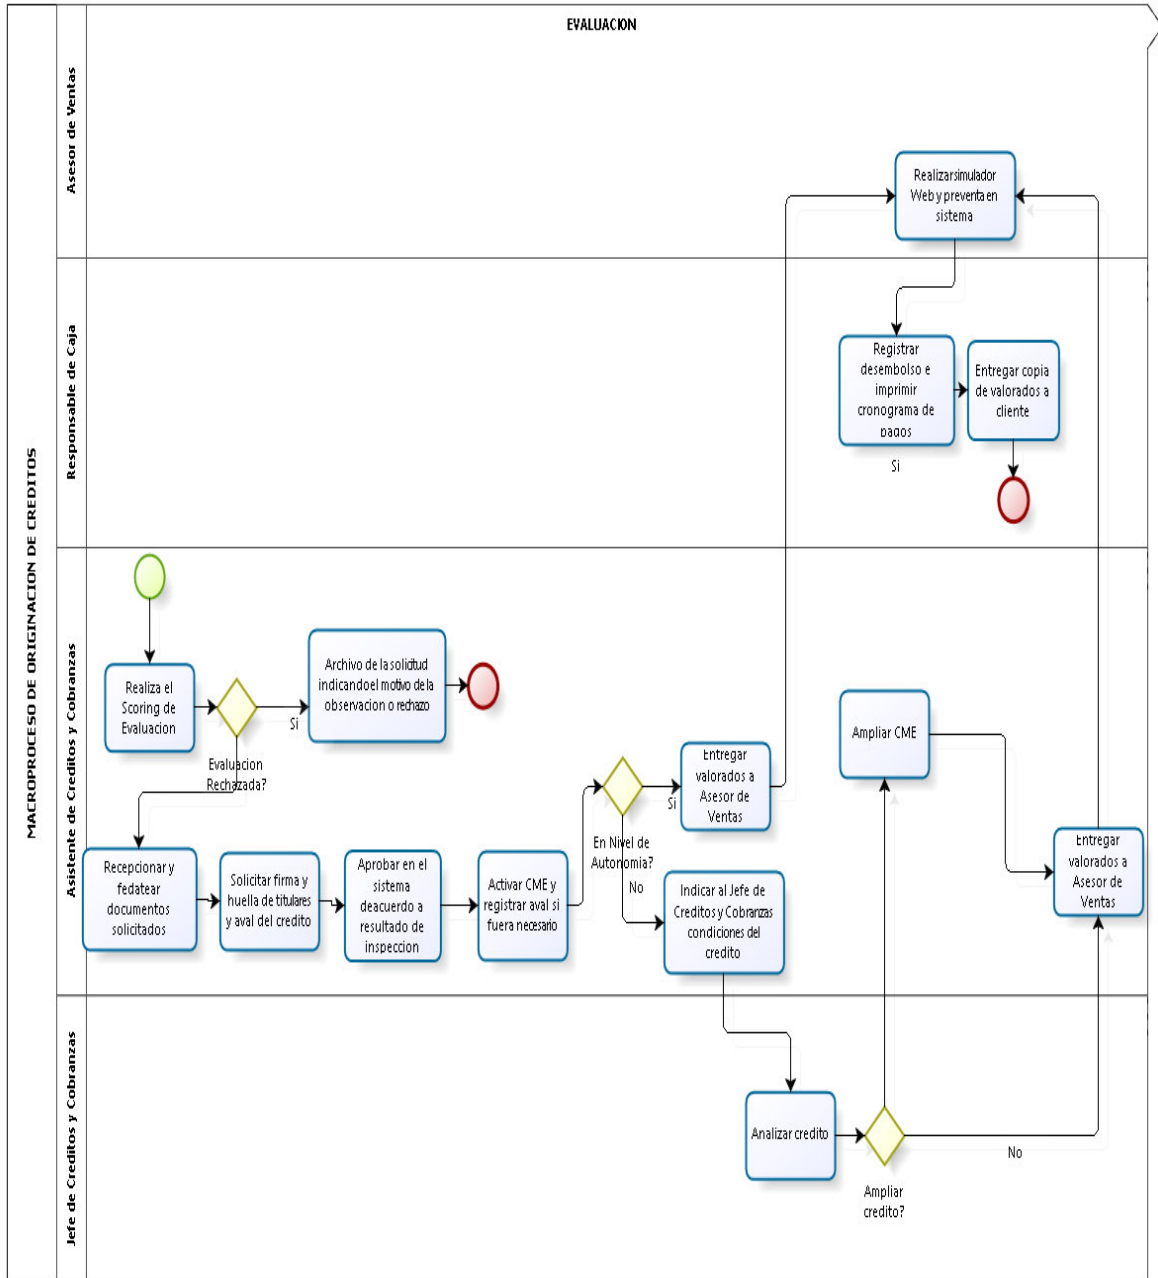 EVALUACION
MACROPROCESO DE ORIGINACION DE CREDITOS
Asesor de Ventas
Realizar simulador
Web y preventa en
sistema
Responsable de Caja
Registrar
desembolso e
imprimir
cronograma de
pagos
Entregar copia
de valorados a
cliente
Si
Asistente de Creditos y Cobranzas
Realiza el
Scoring de
Evaluacion
Evaluacion
Rechazada?
Si
Archivo de la solicitud
indicando el motivo de la
observacion o rechazo
Recepcionar y
fedatear
documentos
solicitados
Solicitar firma y
huella de titulares
y aval del credito
Aprobar en el
sistema
deacuerdo a
resultado de
inspeccion
Activar CME y
registrar aval si
fuera necesario
En Nivel de
Autonomia?
Si
No
Entregar
valorados a
Asesor de
Ventas
Indicar al Jefe de
Creditos y Cobranzas
condiciones del
credito
Ampliar CME
Entregar
valorados a
Asesor de
Ventas
Jefe de Creditos y Cobranzas
Analizar credito
Ampliar
credito?
No